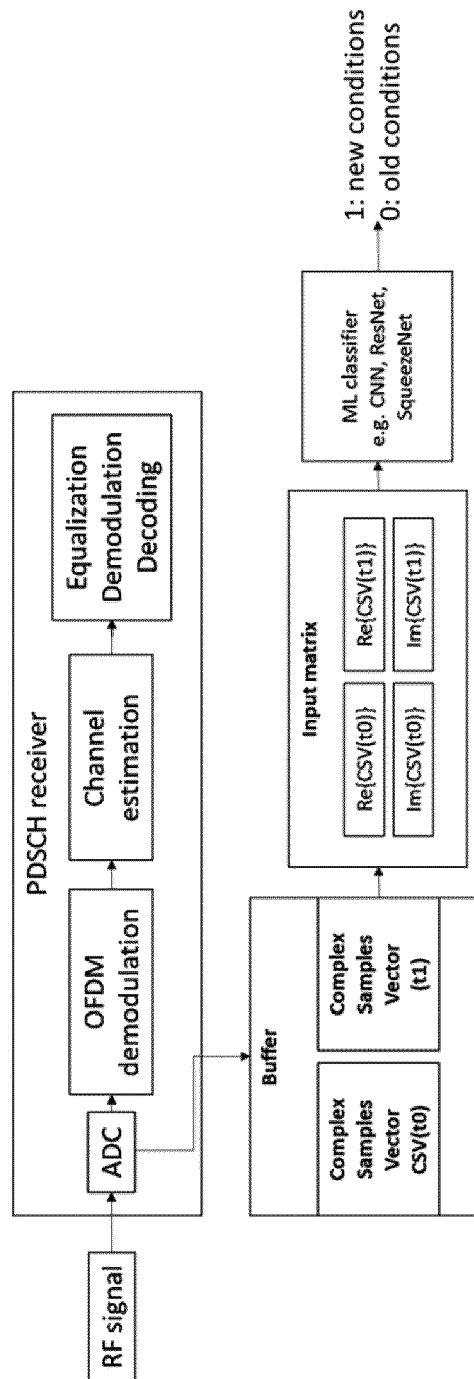 RF signal
PDSCH receiver
ADC
OFDM
demodulation
Channel
estimation
Equalization
Demodulation
Decoding
Buffer
Complex
Samples
Vector
CSV(t0)
Complex
Samples
Vector
(t1)
Input matrix
Re{CSV(t0)}
Re{CSV(t1)}
Im{CSV(t0)}
Im{CSV(t1)}
ML classifier
e.g. CNN, ResNet,
SqueezeNet
1: new conditions
0: old conditions